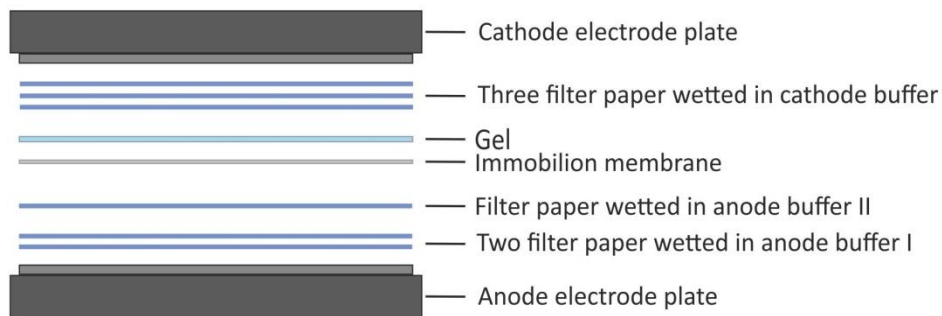 Cathode electrode plate
Three filter paper wetted in cathode buffer
Gel
Immobilion membrane
Filter paper wetted in anode buffer II
Two filter paper wetted in anode buffer I
Anode electrode plate